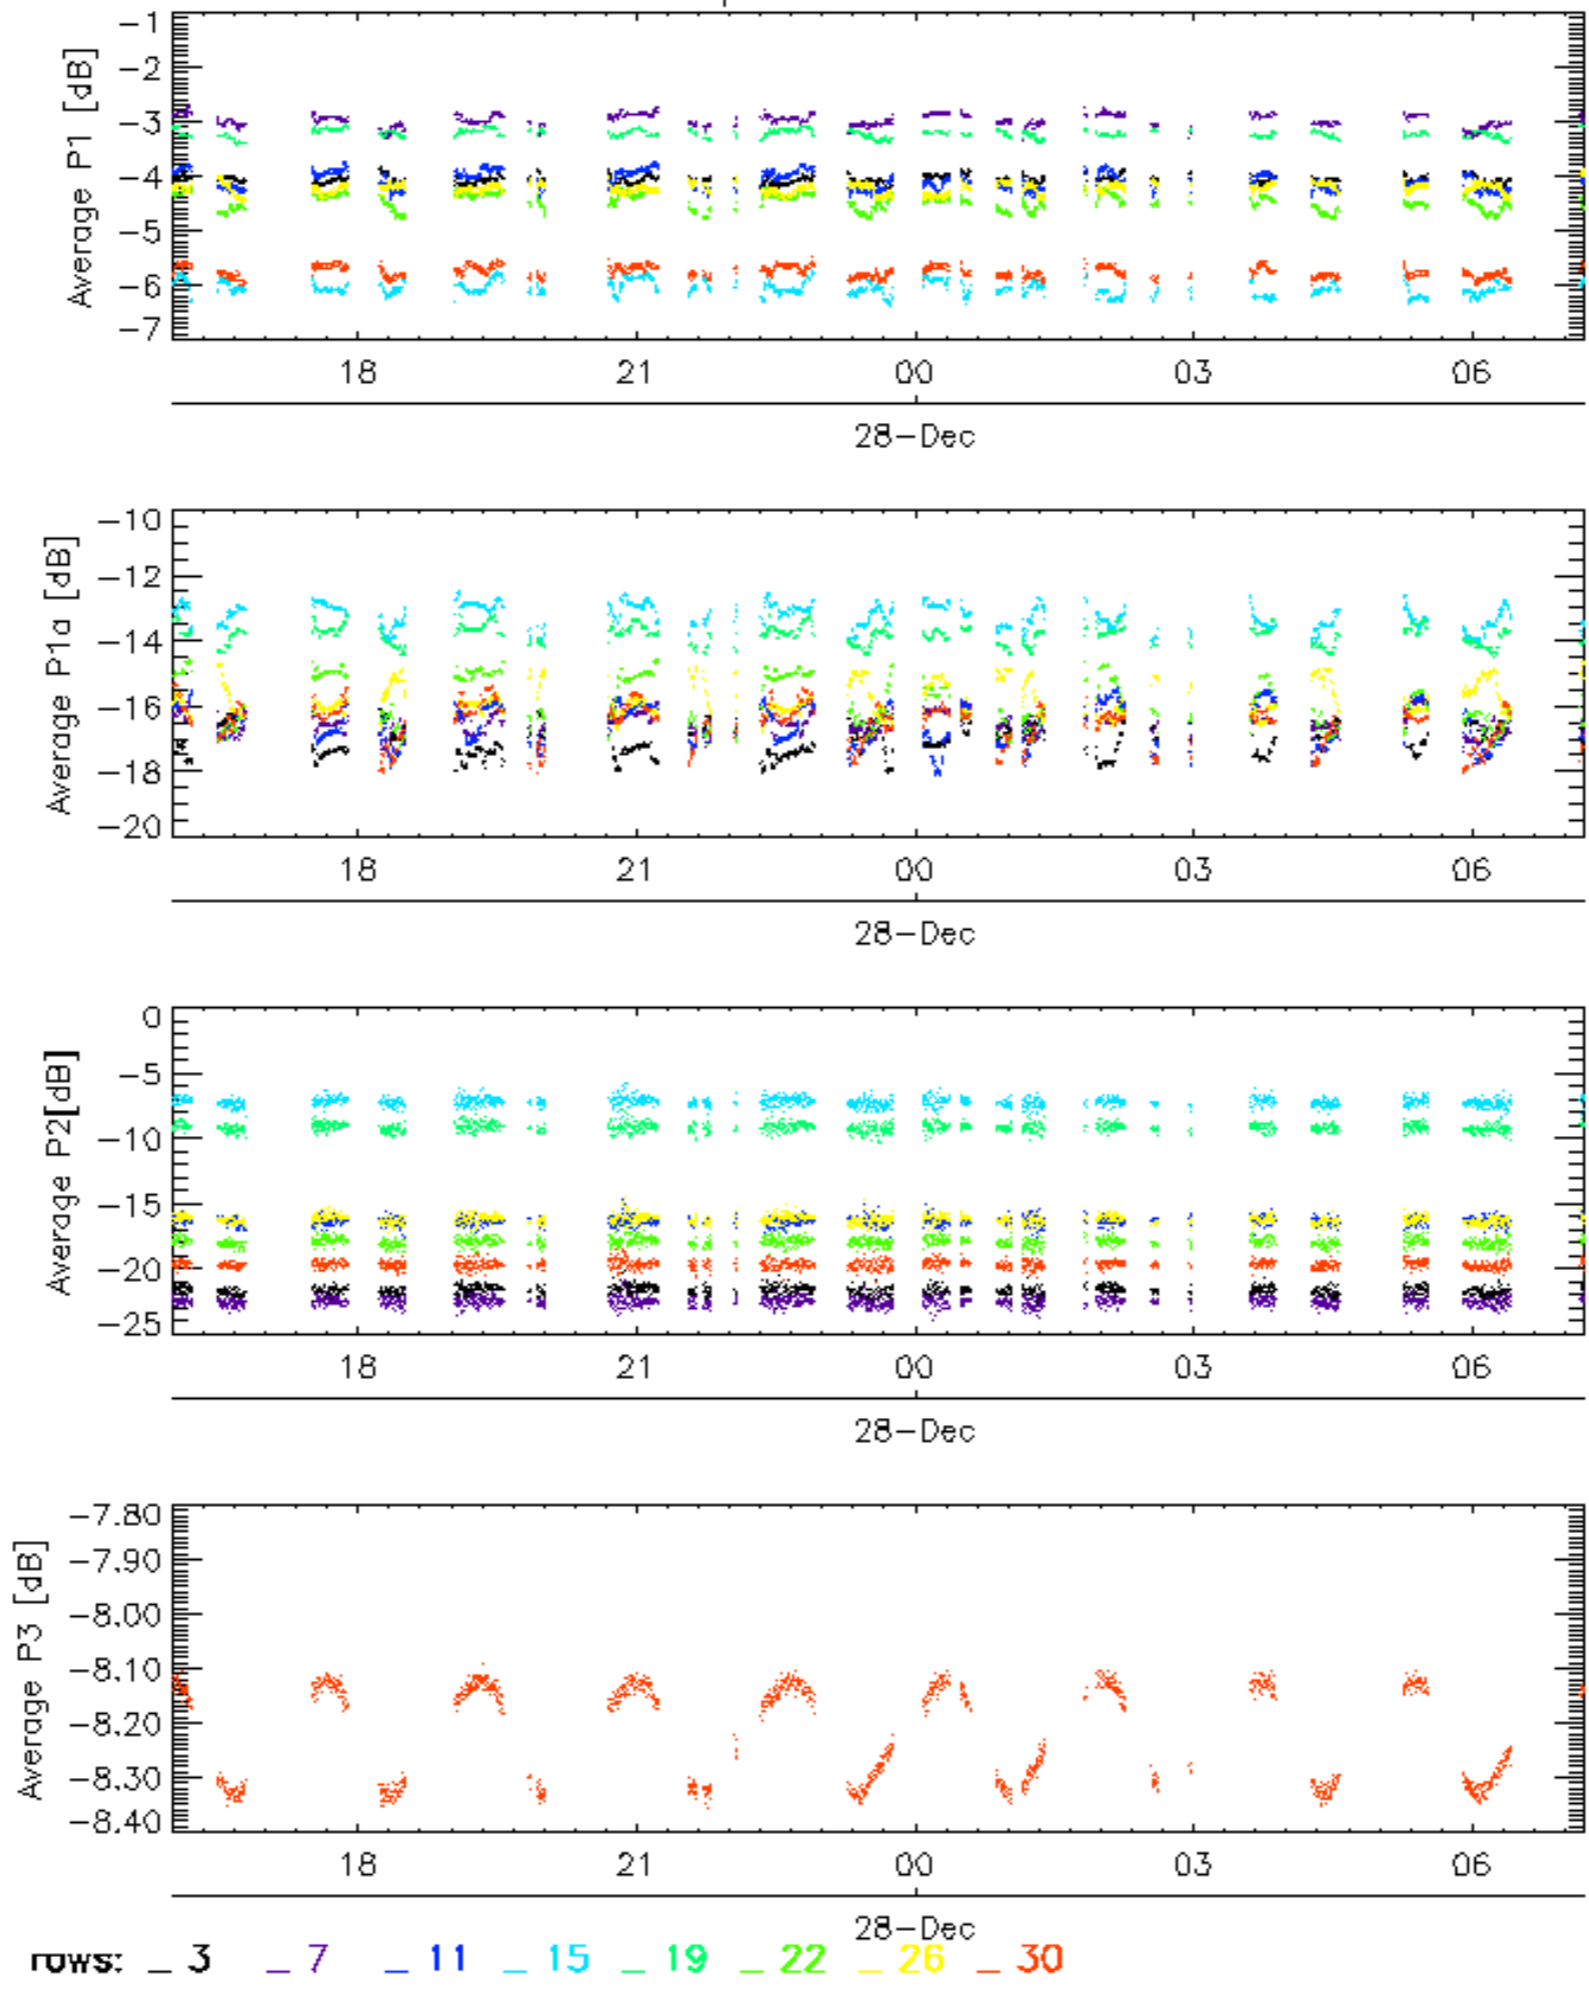 Average P1 [dB]
-1
-2
-3
-4
-5
-6
-7
18 21 00 03 06
28-Dec
Average P1a [dB]
-10
-12
-14
-16
-18
-20
18 21 00 03 06
28-Dec
Average P2[dB]
0
-5
-10
-15
-20
-25
18 21 00 03 06
28-Dec
Average P3 [dB]
-7.80
-7.90
-8.00
-8.10
-8.20
-8.30
-8.40
18 21 00 03 06
28-Dec
rows: _ 3 _ 7 _ 11 _ 15 _ 19 _ 22 _ 26 _ 30